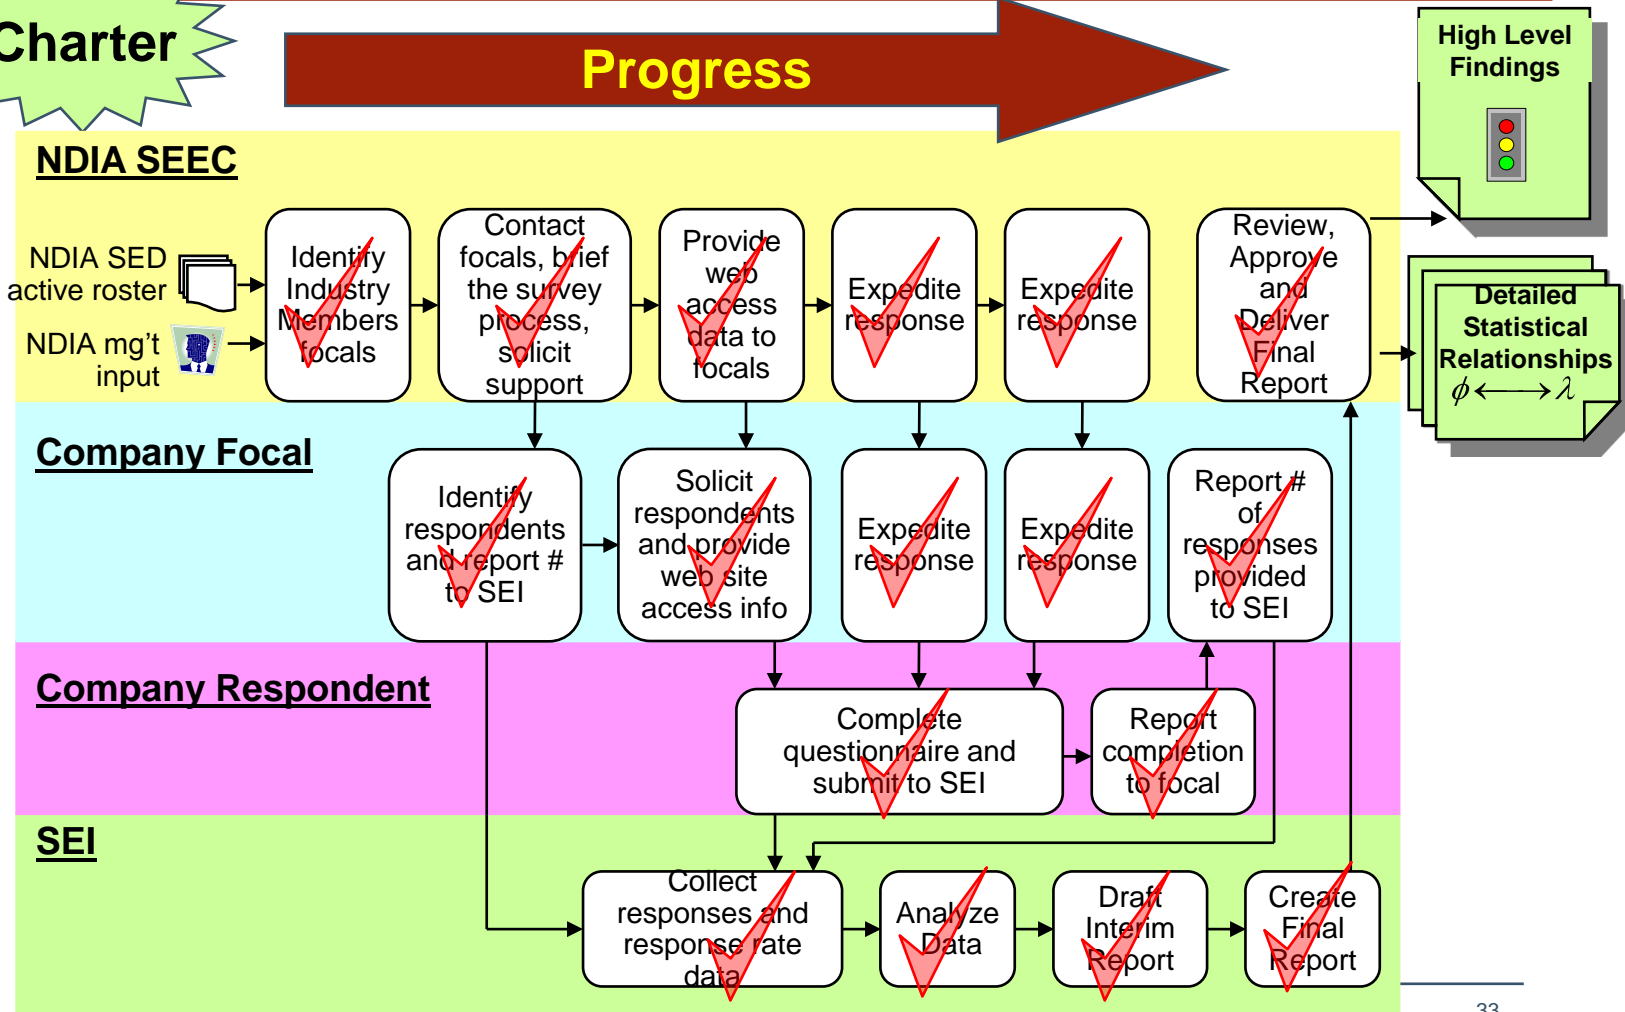 Charter
Progress
High Level
Findings
NDIA SEEC
NDIA SED
active roster
NDIA mg't
input
Identify
Industry
Members
focals
Contact
focals, brief
the survey
process,
solicit
support
Provide
web
access
data to
focals
Expedite
response
Expedite
response
Review,
Approve
and
Deliver
Final
Report
Detailed
Statistical
Relationships
ϕ ⟵⟶ λ
Company Focal
Identify
respondents
and report #
to SEI
Solicit
respondents
and provide
web site
access info
Expedite
response
Expedite
response
Report #
of
responses
provided
to SEI
Company Respondent
Complete
questionnaire and
submit to SEI
Report
completion
to focal
SEI
Collect
responses and
response rate
data
Analyze
Data
Draft
Interim
Report
Create
Final
Report
33